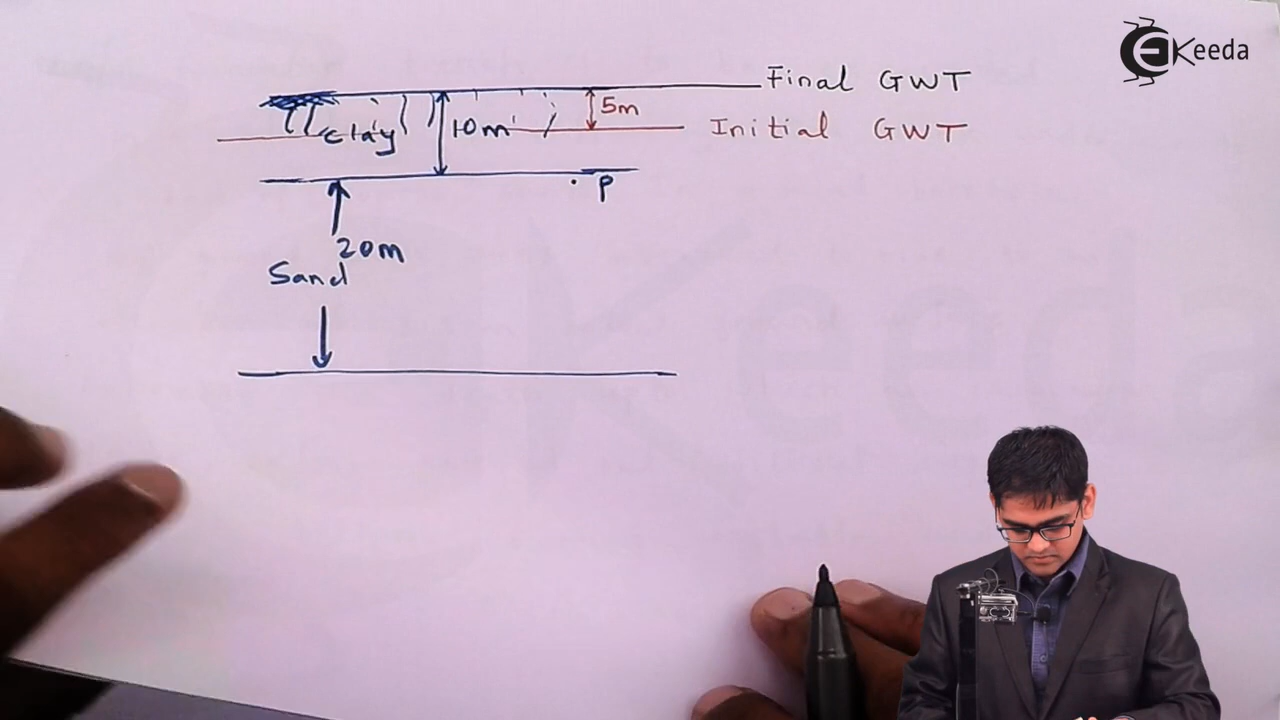 EKeeda
Final GWT
5m
clay 10m
Initial GWT
P
20m
Sand